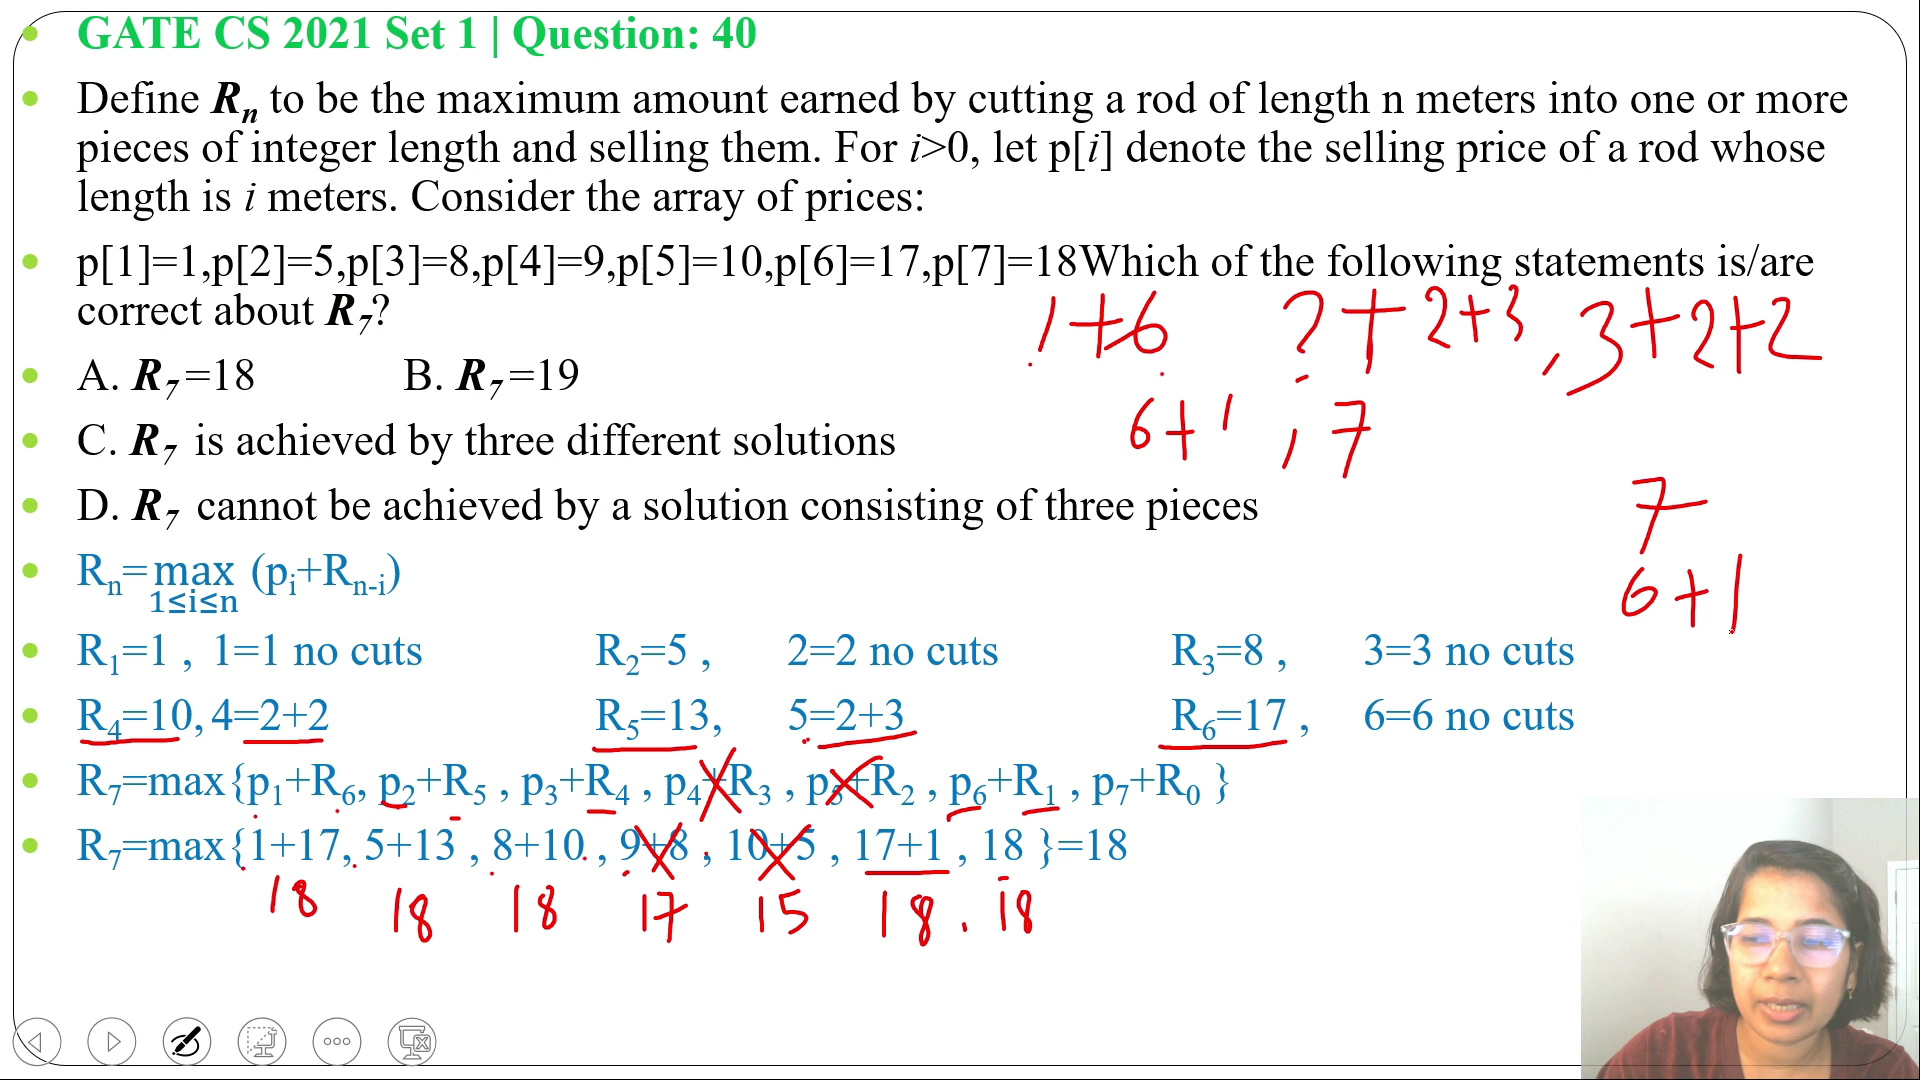 GATE CS 2021 Set 1 | Question: 40
Define Rn to be the maximum amount earned by cutting a rod of length n meters into one or more
pieces of integer length and selling them. For i>0, let p[i] denote the selling price of a rod whose
length is i meters. Consider the array of prices:
p[1]=1,p[2]=5,p[3]=8,p[4]=9,p[5]=10,p[6]=17,p[7]=18Which of the following statements is/are
correct about R7?
1+6 2+2+3, 3+2+2
A. R7=18 B. R7=19
6+1, 7
C. R7 is achieved by three different solutions
D. R7 cannot be achieved by a solution consisting of three pieces
7
Rn=max (pi+Rn-i)
1≤i≤n
6+1
R1=1 , 1=1 no cuts R2=5 , 2=2 no cuts R3=8 , 3=3 no cuts
R4=10, 4=2+2 R5=13, 5=2+3 R6=17 , 6=6 no cuts
R7=max{p1+R6, p2+R5 , p3+R4 , p4+R3 , p5+R2 , p6+R1 , p7+R0 }
R7=max{1+17, 5+13 , 8+10 , 9+8 , 10+5 , 17+1 , 18 }=18
18 18 18 17 15 18 . 18